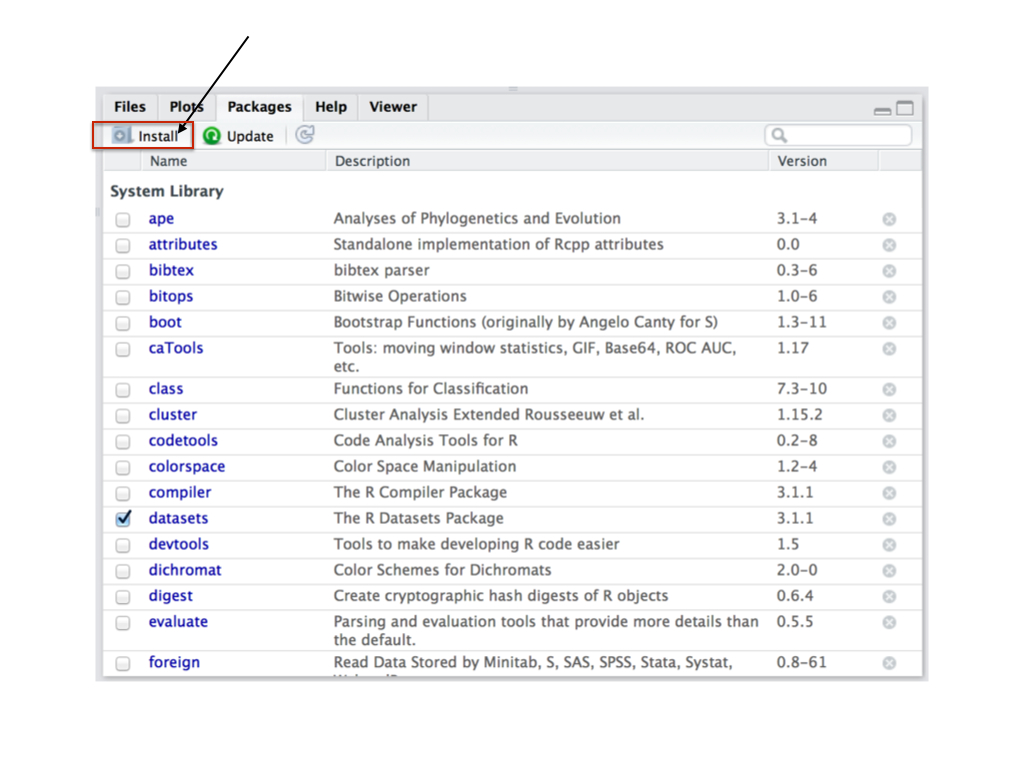 Files Plots Packages Help Viewer
Install Update
Name Description Version
System Library
ape Analyses of Phylogenetics and Evolution 3.1-4
attributes Standalone implementation of Rcpp attributes 0.0
bibtex bibtex parser 0.3-6
bitops Bitwise Operations 1.0-6
boot Bootstrap Functions (originally by Angelo Canty for S) 1.3-11
caTools Tools: moving window statistics, GIF, Base64, ROC AUC, 1.17
etc.
class Functions for Classification 7.3-10
cluster Cluster Analysis Extended Rousseeuw et al. 1.15.2
codetools Code Analysis Tools for R 0.2-8
colorspace Color Space Manipulation 1.2-4
compiler The R Compiler Package 3.1.1
datasets The R Datasets Package 3.1.1
devtools Tools to make developing R code easier 1.5
dichromat Color Schemes for Dichromats 2.0-0
digest Create cryptographic hash digests of R objects 0.6.4
evaluate Parsing and evaluation tools that provide more details than 0.5.5
the default.
foreign Read Data Stored by Minitab, S, SAS, SPSS, Stata, Systat, 0.8-61